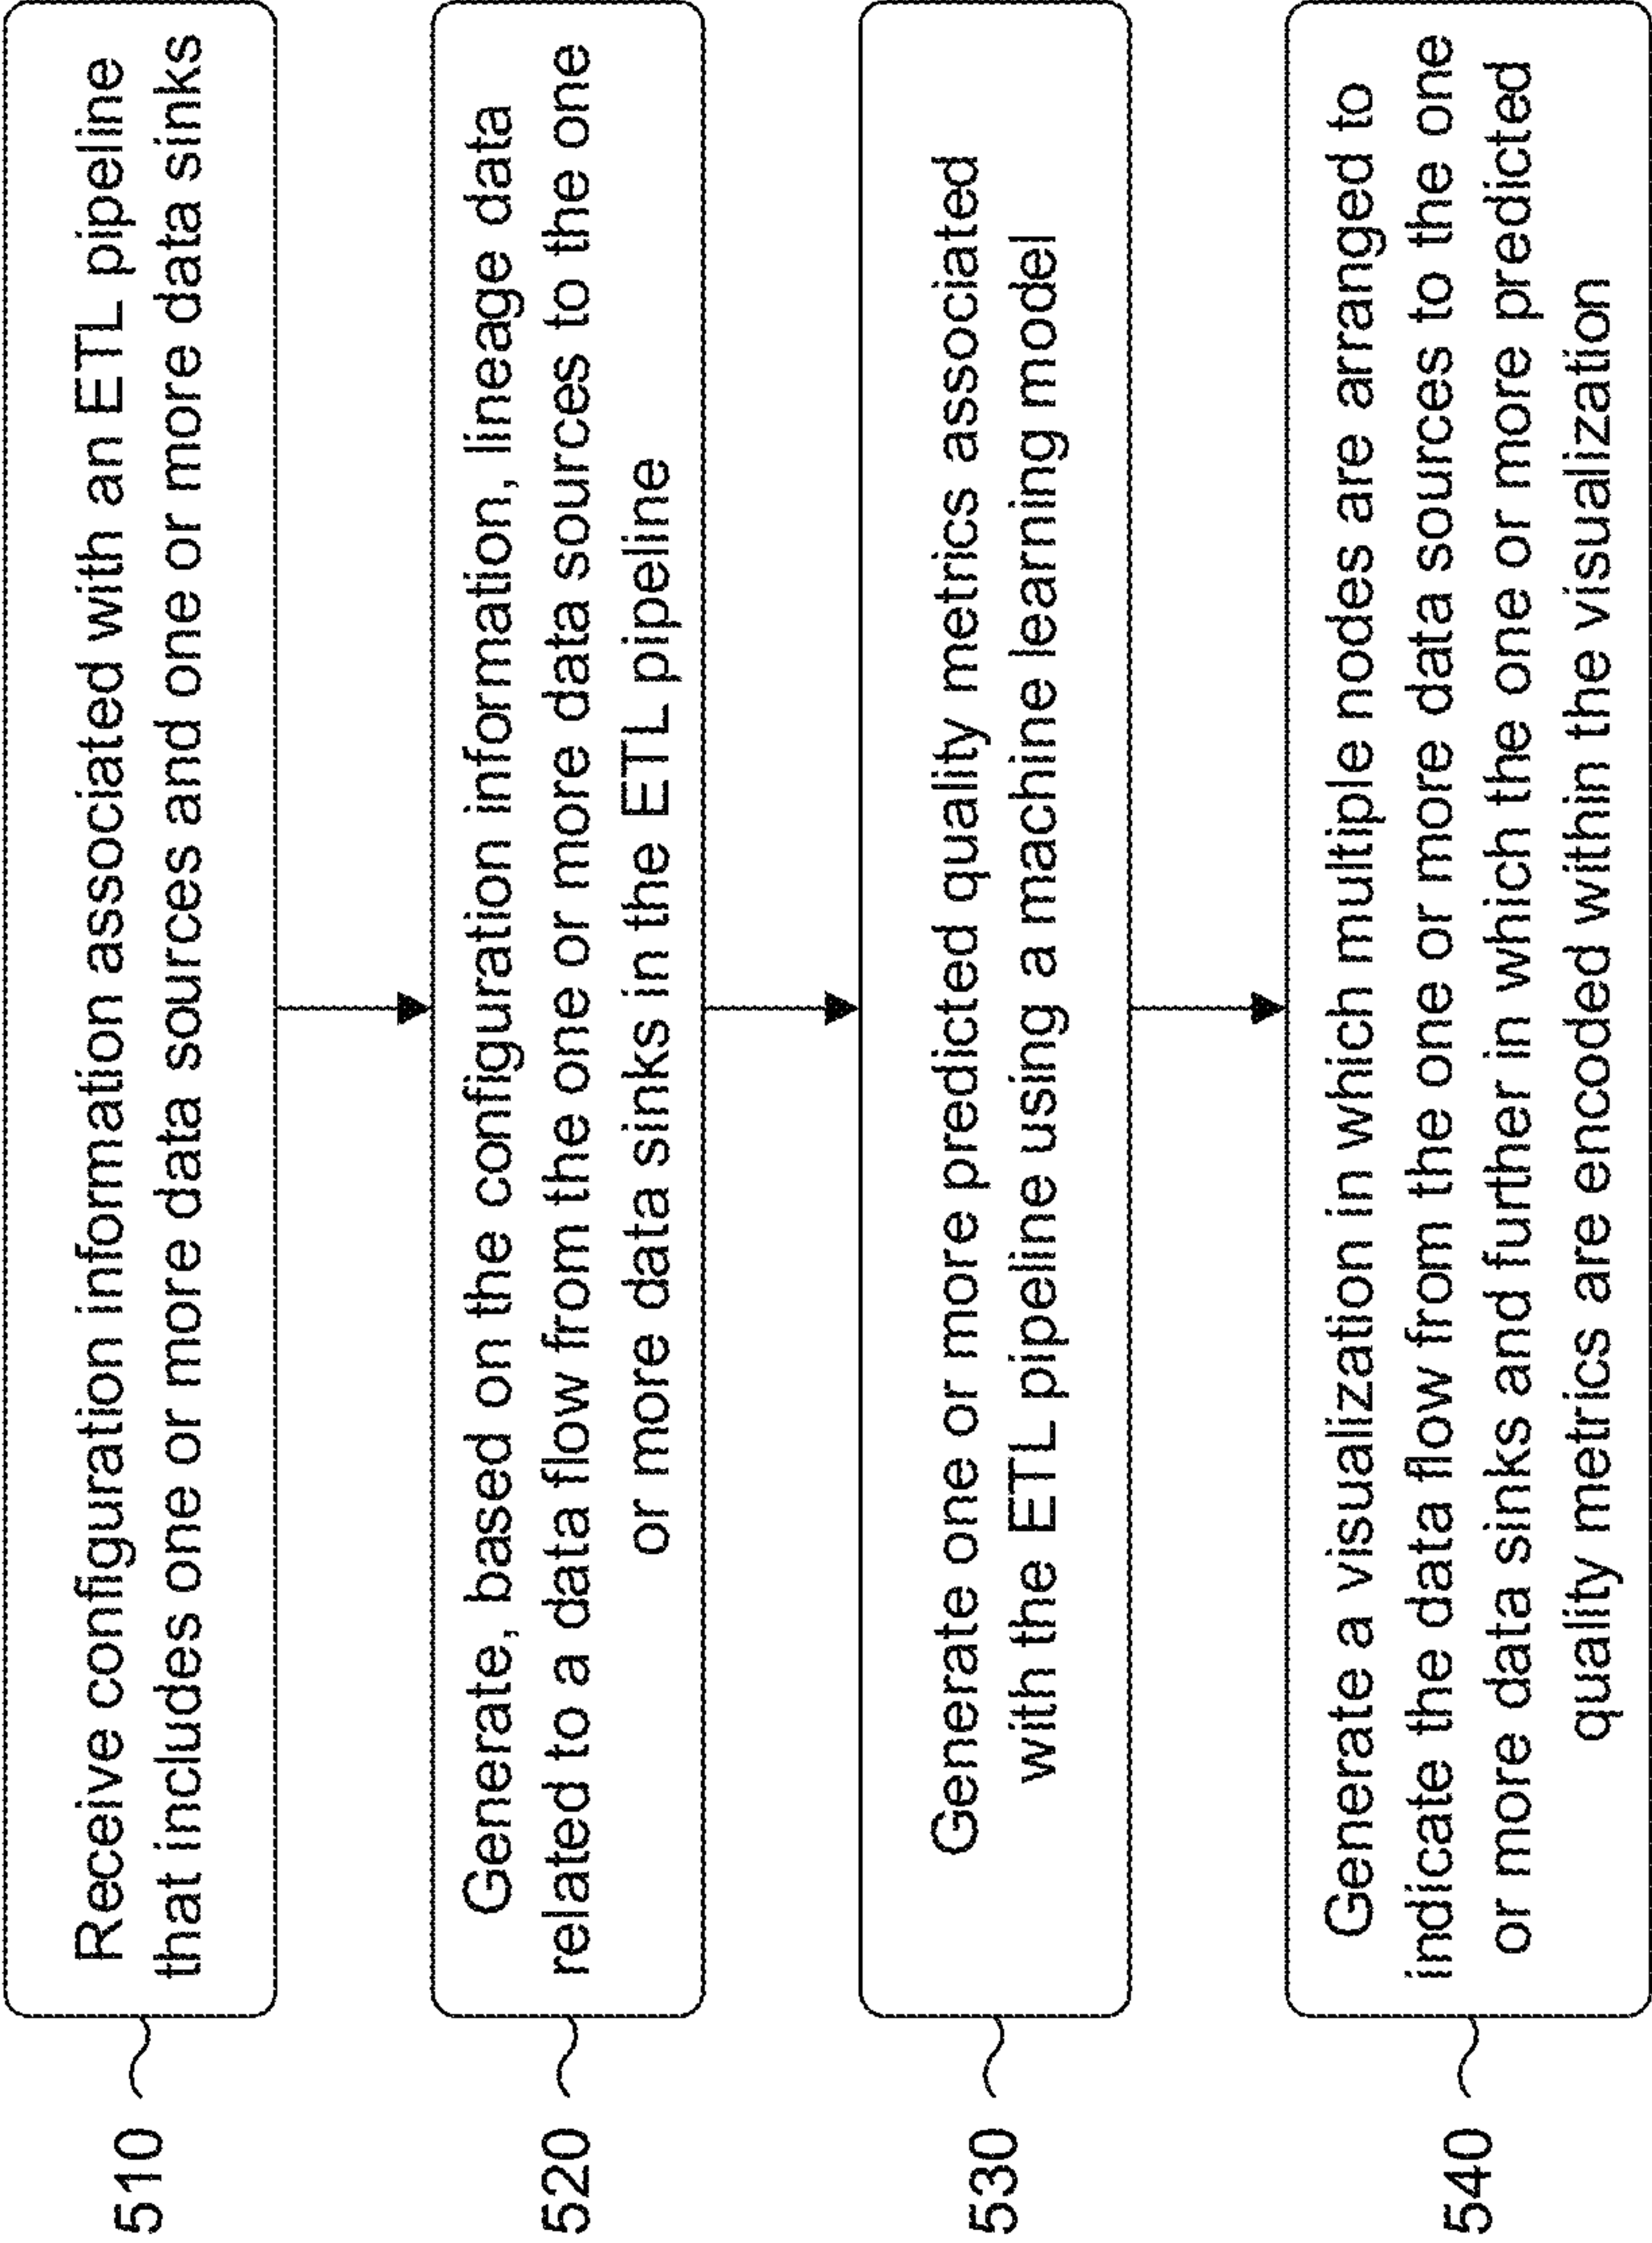 510
Receive configuration information associated with an ETL pipeline
that includes one or more data sources and one or more data sinks
520
Generate, based on the configuration information, lineage data
related to a data flow from the one or more data sources to the one
or more data sinks in the ETL pipeline
530
Generate one or more predicted quality metrics associated
with the ETL pipeline using a machine learning model
540
Generate a visualization in which multiple nodes are arranged to
indicate the data flow from the one or more data sources to the one
or more data sinks and further in which the one or more predicted
quality metrics are encoded within the visualization